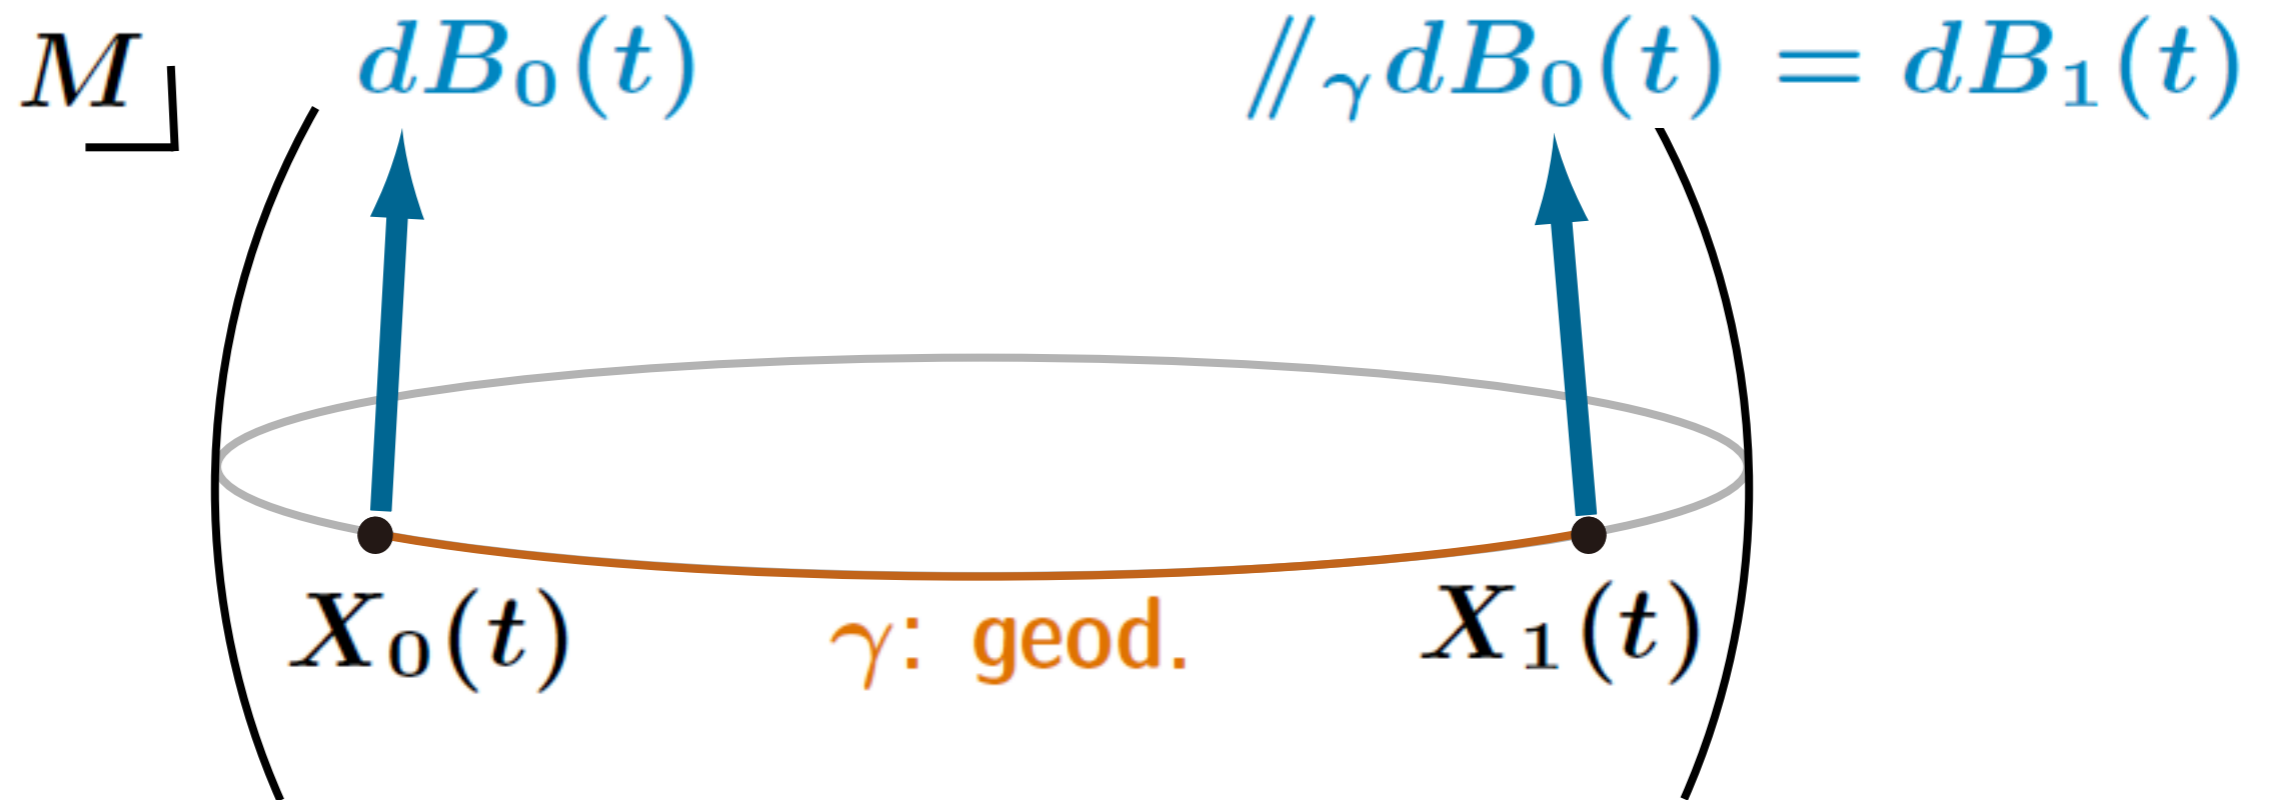 M
dB₀(t)
//ᵧdB₀(t) = dB₁(t)
X₀(t)
γ: geod.
X₁(t)